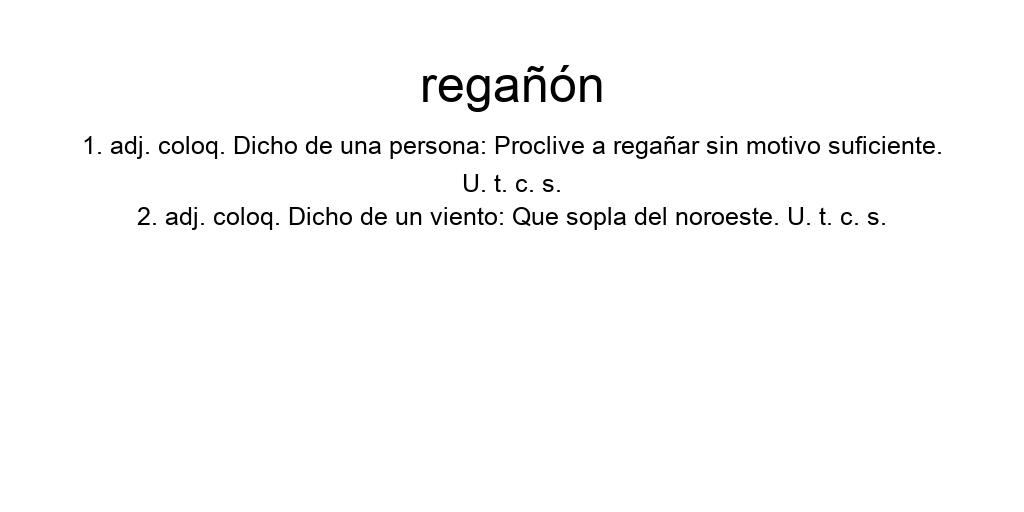 regañón
1. adj. coloq. Dicho de una persona: Proclive a regañar sin motivo suficiente.
U. t. c. s.
2. adj. coloq. Dicho de un viento: Que sopla del noroeste. U. t. c. s.